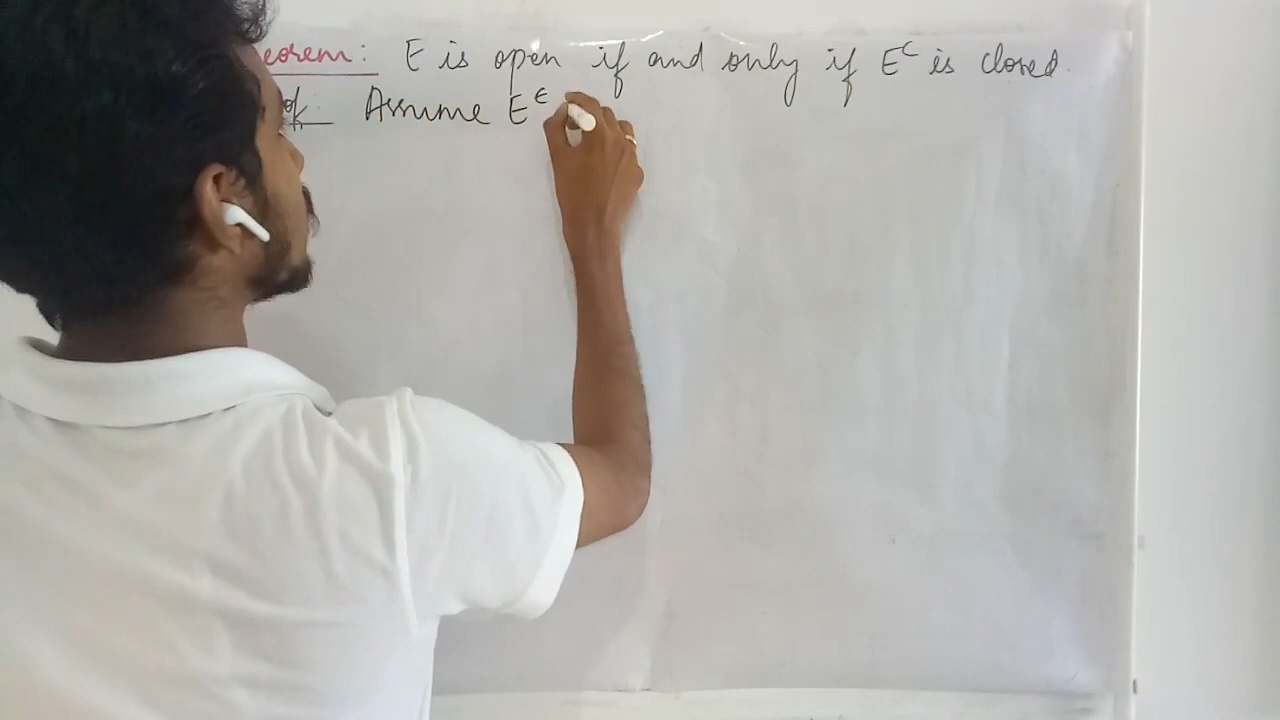 eorem: E is open if and only if E^c is closed.
of: Assume E^c